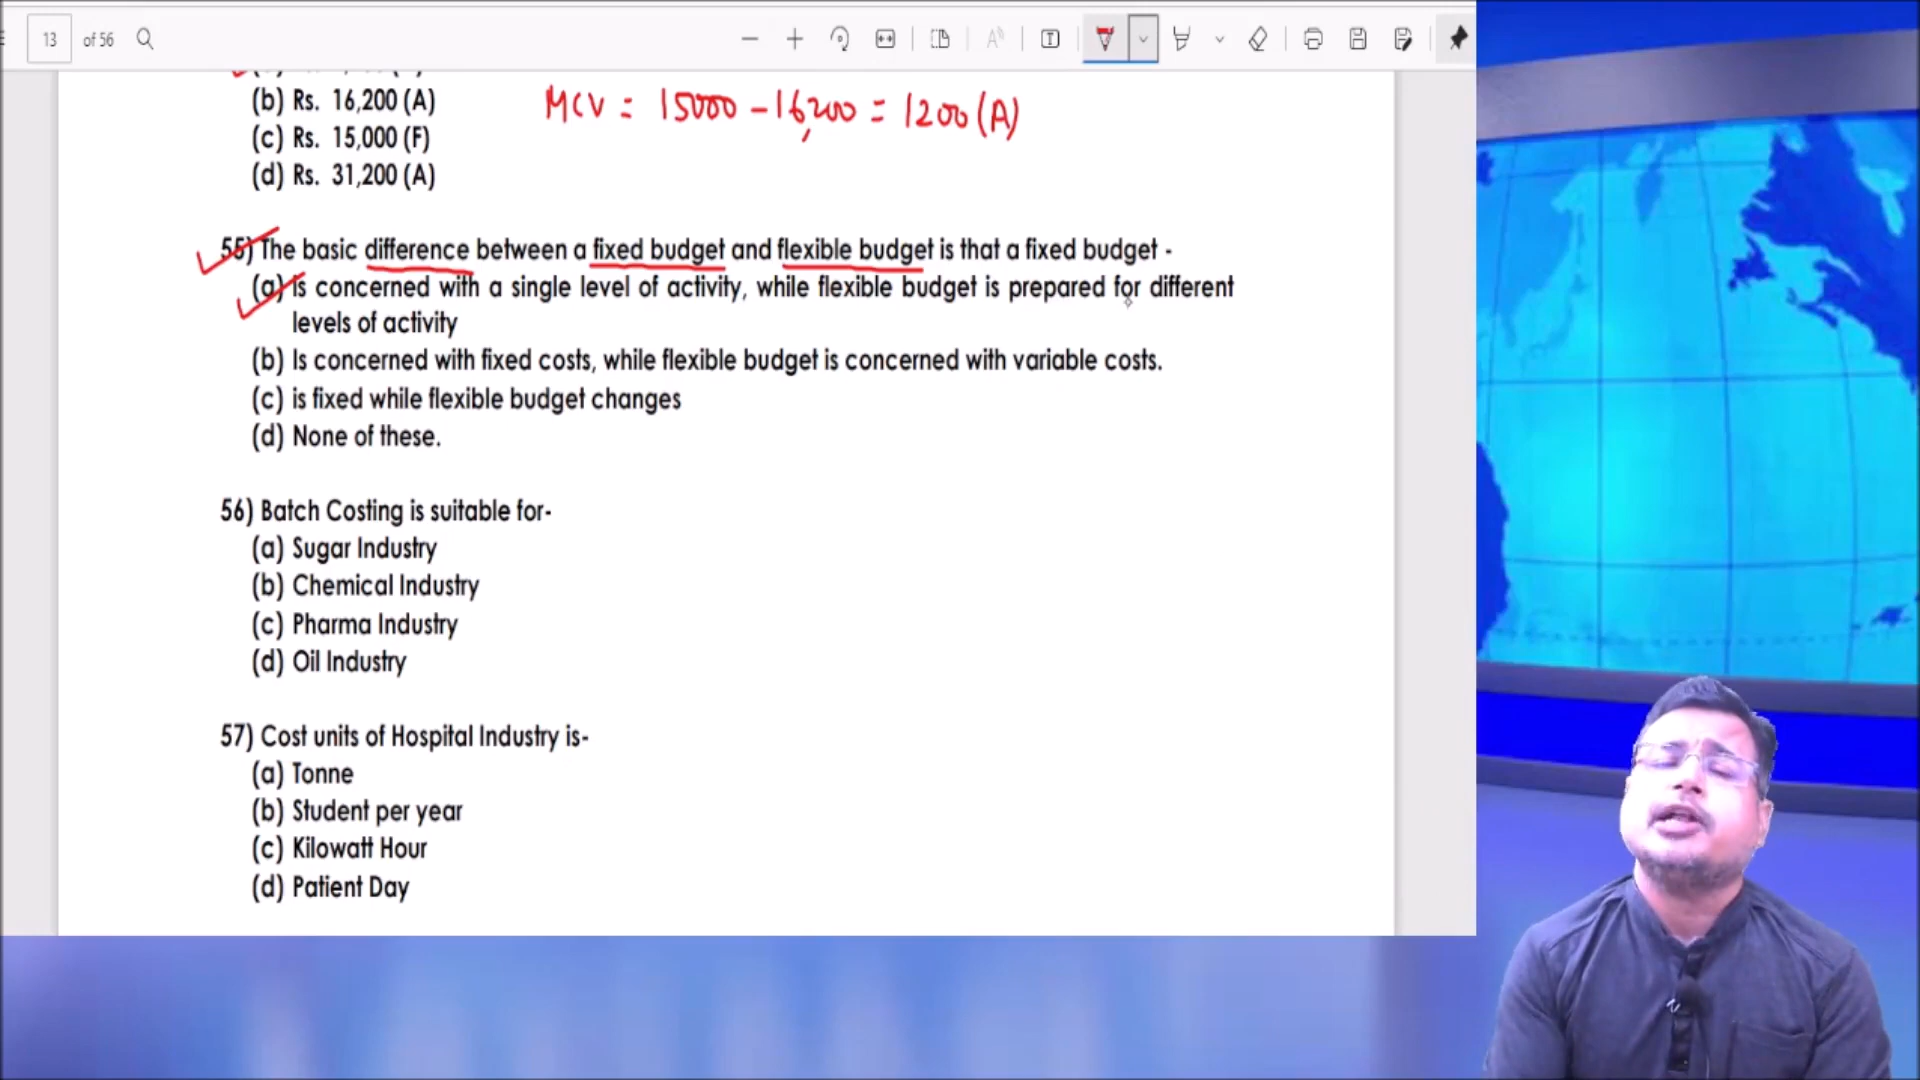 13 of 56
(b) Rs. 16,200 (A)
MCV = 15000 - 16,200 = 1200 (A)
(c) Rs. 15,000 (F)
(d) Rs. 31,200 (A)
55) The basic difference between a fixed budget and flexible budget is that a fixed budget -
(a) is concerned with a single level of activity, while flexible budget is prepared for different
levels of activity
(b) Is concerned with fixed costs, while flexible budget is concerned with variable costs.
(c) is fixed while flexible budget changes
(d) None of these.
56) Batch Costing is suitable for-
(a) Sugar Industry
(b) Chemical Industry
(c) Pharma Industry
(d) Oil Industry
57) Cost units of Hospital Industry is-
(a) Tonne
(b) Student per year
(c) Kilowatt Hour
(d) Patient Day